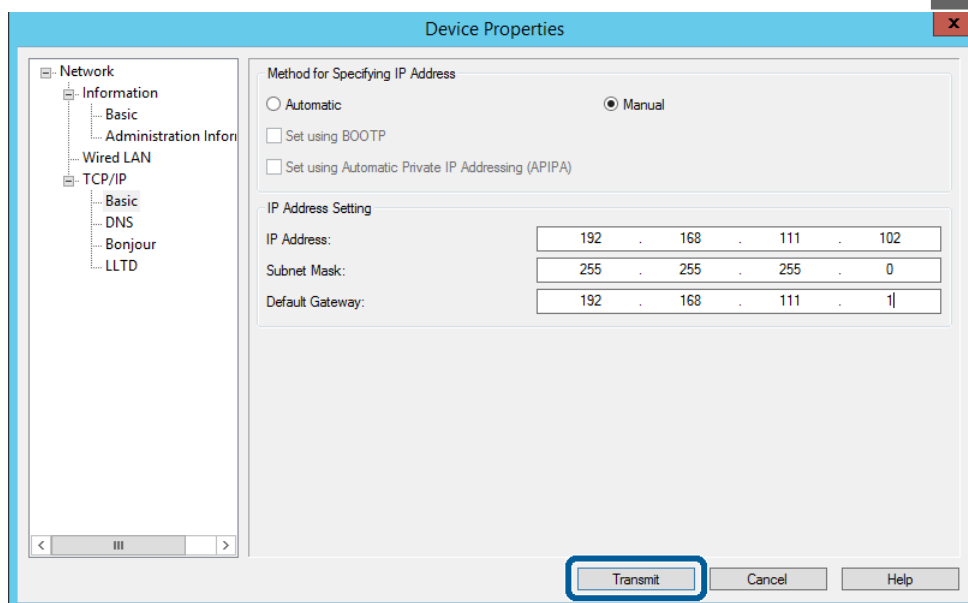 Device Properties
x
Network
Information
Basic
Administration Infor
Wired LAN
TCP/IP
Basic
DNS
Bonjour
LLTD
Method for Specifying IP Address
Automatic
Manual
Set using BOOTP
Set using Automatic Private IP Addressing (APIPA)
IP Address Setting
IP Address: 192 . 168 . 111 . 102
Subnet Mask: 255 . 255 . 255 . 0
Default Gateway: 192 . 168 . 111 . 1
Transmit Cancel Help